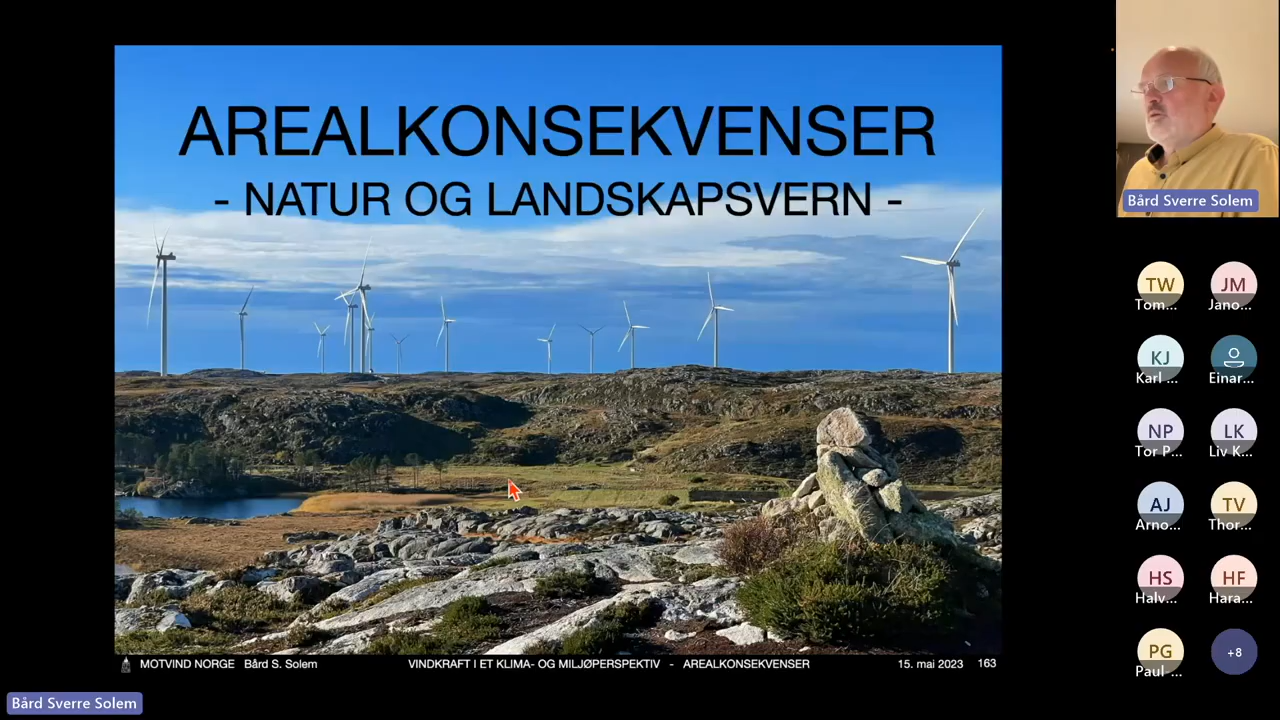 AREALKONSEKVENSER
- NATUR OG LANDSKAPSVERN -
MOTVIND NORGE Bård S. Solem VINDKRAFT I ET KLIMA- OG MILJØPERSPEKTIV - AREALKONSEKVENSER 15. mai 2023 163
Bård Sverre Solem
Bård Sverre Solem
TW JM
Tom... Jano...
KJ
Karl ... Einar...
NP LK
Tor P... Liv K...
AJ TV
Arno... Thor...
HS HF
Halv... Hara...
PG +8
Paul-...